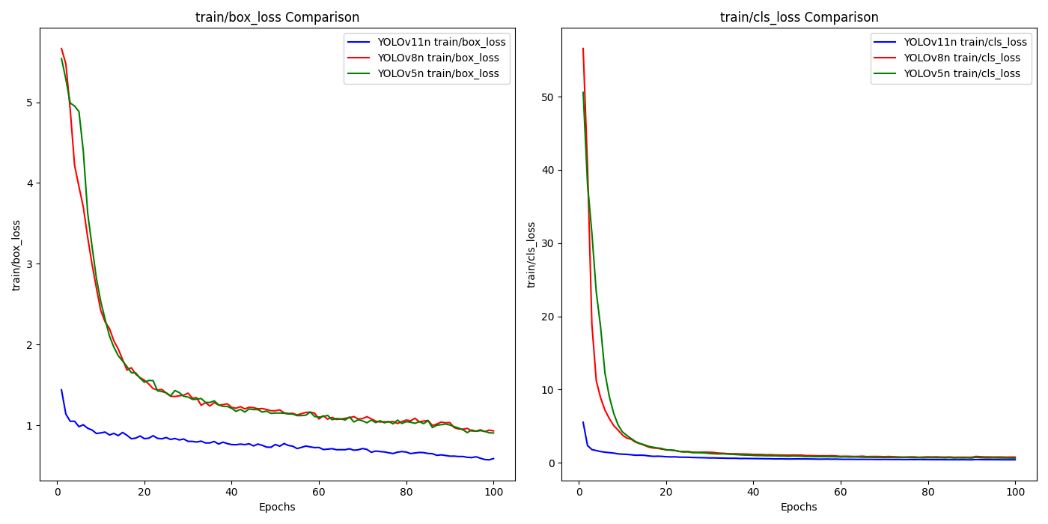 train/box_loss Comparison
YOLOv11n train/box_loss
YOLOv8n train/box_loss
YOLOv5n train/box_loss
train/box_loss
5
4
3
2
1
0 20 40 60 80 100
Epochs
train/cls_loss Comparison
YOLOv11n train/cls_loss
YOLOv8n train/cls_loss
YOLOv5n train/cls_loss
train/cls_loss
50
40
30
20
10
0
0 20 40 60 80 100
Epochs